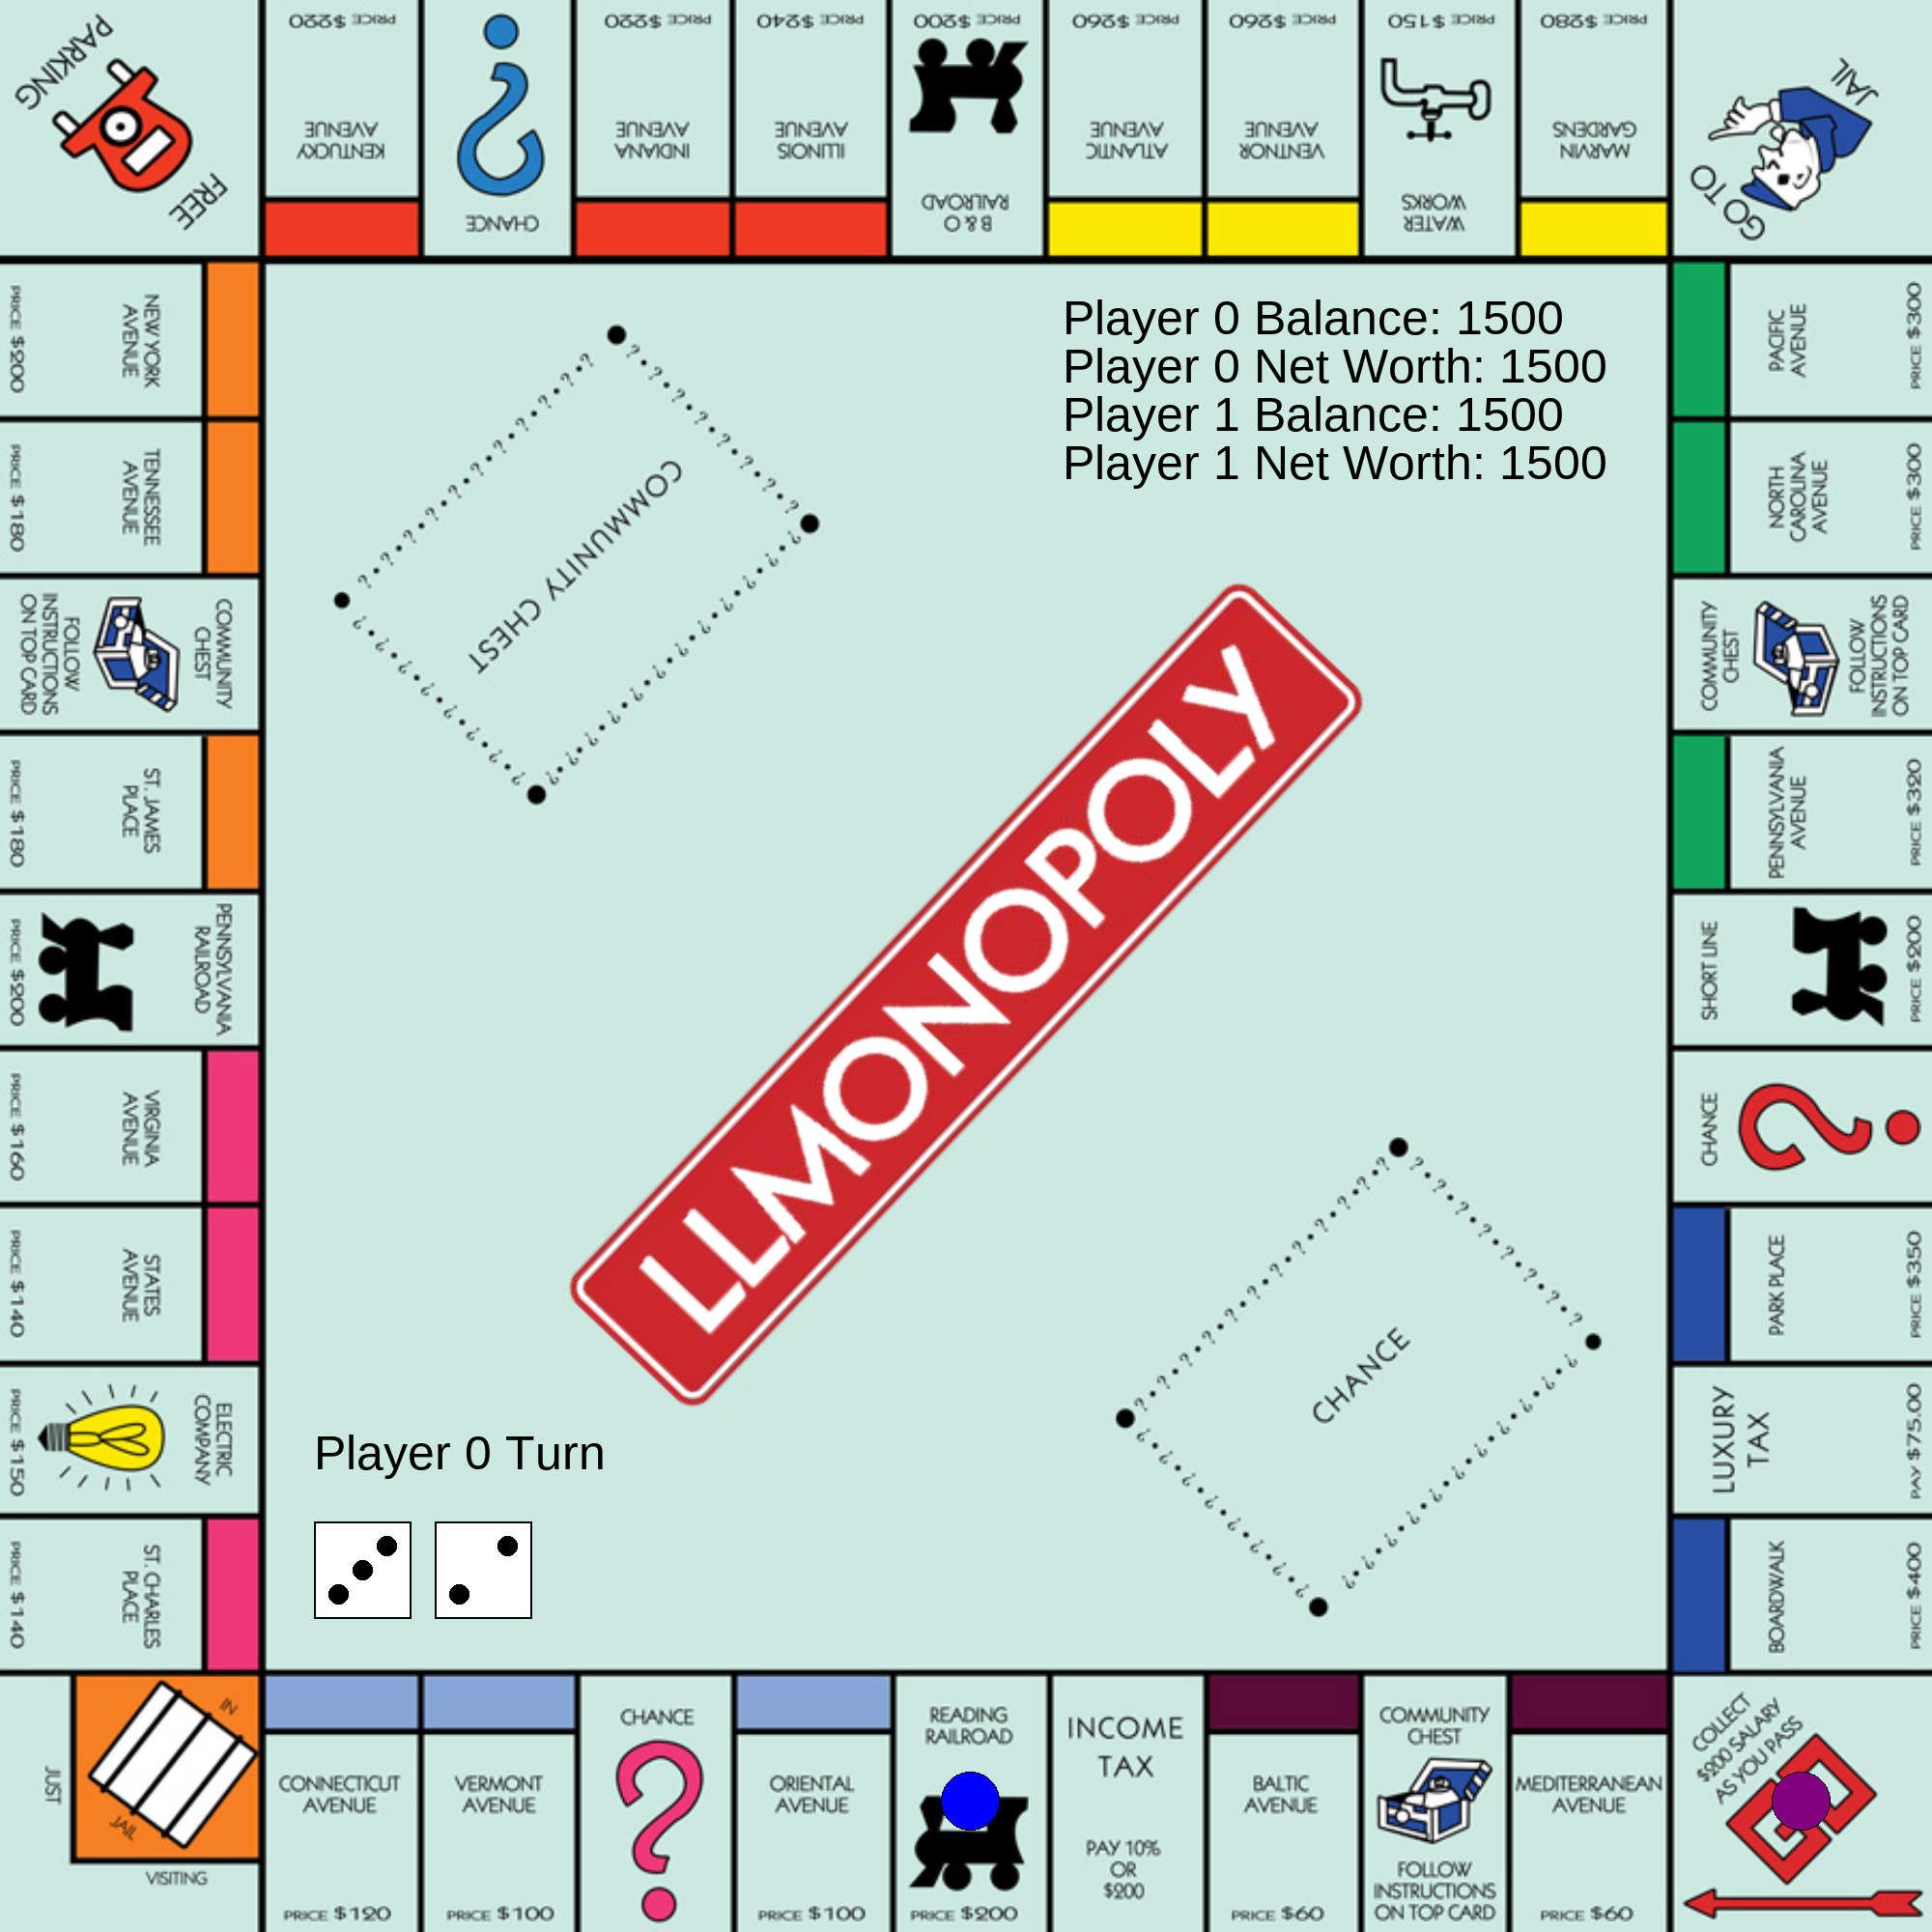 FREE
PARKING
PRICE $220
KENTUCKY
AVENUE
CHANCE
PRICE $220
INDIANA
AVENUE
PRICE $240
ILLINOIS
AVENUE
PRICE $200
B & O
RAILROAD
PRICE $260
ATLANTIC
AVENUE
PRICE $260
VENTNOR
AVENUE
PRICE $150
WATER
WORKS
PRICE $280
MARVIN
GARDENS
GO TO
JAIL
NEW YORK
AVENUE
PRICE $200
TENNESSEE
AVENUE
PRICE $180
COMMUNITY
CHEST
FOLLOW
INSTRUCTIONS
ON TOP CARD
ST. JAMES
PLACE
PRICE $180
PENNSYLVANIA
RAILROAD
PRICE $200
VIRGINIA
AVENUE
PRICE $160
STATES
AVENUE
PRICE $140
ELECTRIC
COMPANY
PRICE $150
ST. CHARLES
PLACE
PRICE $140
Player 0 Balance: 1500
Player 0 Net Worth: 1500
Player 1 Balance: 1500
Player 1 Net Worth: 1500
COMMUNITY CHEST
LLMONOPOLY
CHANCE
Player 0 Turn
PACIFIC
AVENUE
PRICE $300
NORTH
CAROLINA
AVENUE
PRICE $300
COMMUNITY
CHEST
FOLLOW
INSTRUCTIONS
ON TOP CARD
PENNSYLVANIA
AVENUE
PRICE $320
SHORT LINE
PRICE $200
CHANCE
PARK PLACE
PRICE $350
LUXURY
TAX
PAY $75.00
BOARDWALK
PRICE $400
JUST
VISITING
IN
JAIL
CONNECTICUT
AVENUE
PRICE $120
VERMONT
AVENUE
PRICE $100
CHANCE
ORIENTAL
AVENUE
PRICE $100
READING
RAILROAD
PRICE $200
INCOME
TAX
PAY 10%
OR
$200
BALTIC
AVENUE
PRICE $60
COMMUNITY
CHEST
FOLLOW
INSTRUCTIONS
ON TOP CARD
MEDITERRANEAN
AVENUE
PRICE $60
COLLECT
$200 SALARY
AS YOU PASS